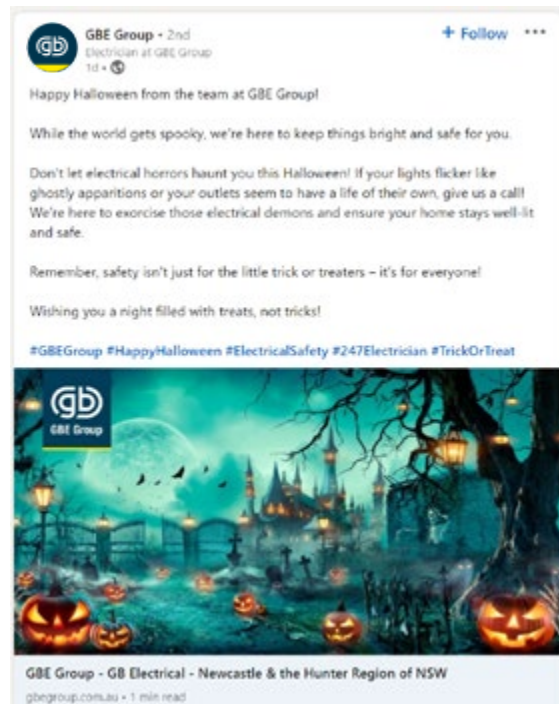 gb
GBE Group • 2nd
+ Follow •••
Electrician at GBE Group
1d •
Happy Halloween from the team at GBE Group!
While the world gets spooky, we're here to keep things bright and safe for you.
Don't let electrical horrors haunt you this Halloween! If your lights flicker like
ghostly apparitions or your outlets seem to have a life of their own, give us a call!
We're here to exorcise those electrical demons and ensure your home stays well-lit
and safe.
Remember, safety isn't just for the little trick or treaters – it's for everyone!
Wishing you a night filled with treats, not tricks!
#GBEGroup #HappyHalloween #ElectricalSafety #247Electrician #TrickOrTreat
gb
GBE Group
GBE Group - GB Electrical - Newcastle & the Hunter Region of NSW
gbegroup.com.au • 1 min read